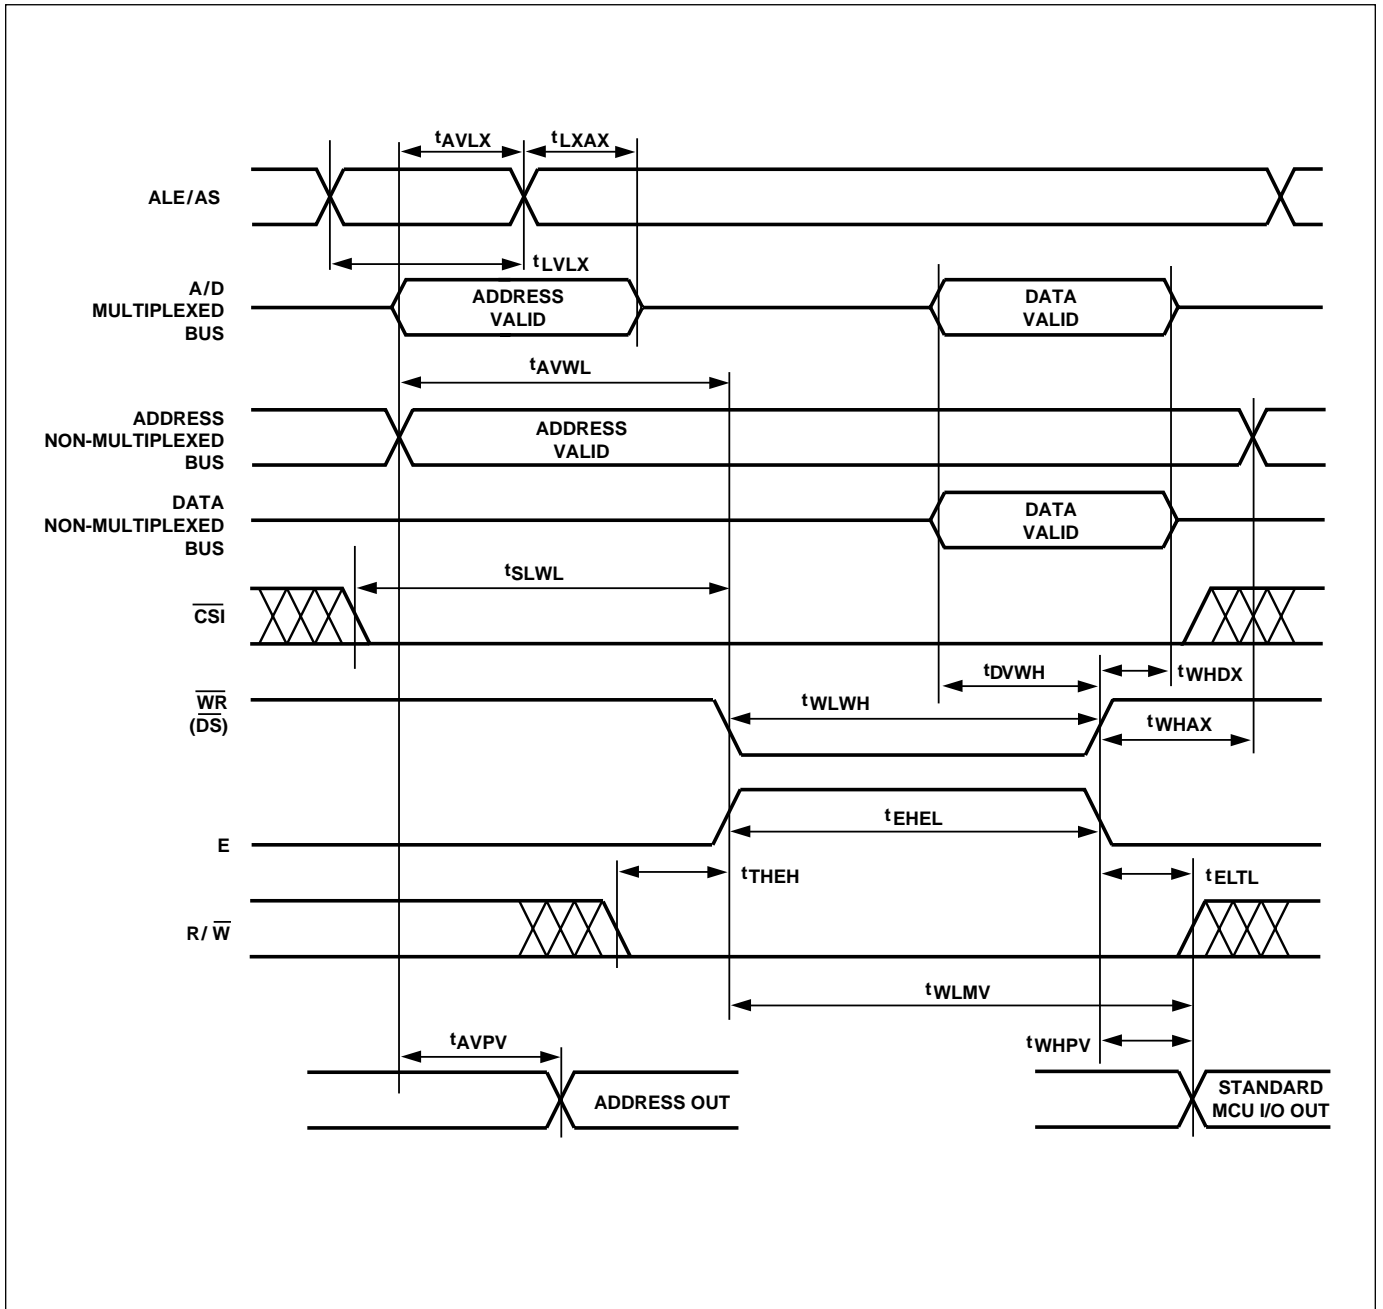 tAVLX
tLXAX
ALE/AS
tLVLX
A/D
MULTIPLEXED
BUS
ADDRESS
VALID
DATA
VALID
tAVWL
ADDRESS
NON-MULTIPLEXED
BUS
ADDRESS
VALID
DATA
NON-MULTIPLEXED
BUS
DATA
VALID
tSLWL
CSI
tDVWH
tWHDX
WR
(DS)
tWLWH
tWHAX
tEHEL
E
tTHEH
tELTL
R/W
tWLMV
tAVPV
tWHPV
ADDRESS OUT
STANDARD
MCU I/O OUT